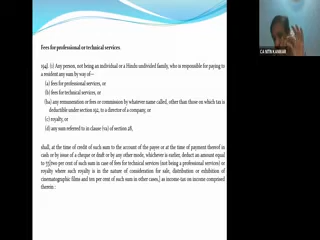 Fees for professional or technical services.
194J. (1) Any person, not being an individual or a Hindu undivided family, who is responsible for paying to
a resident any sum by way of—
(a) fees for professional services, or
(b) fees for technical services, or
(ba) any remuneration or fees or commission by whatever name called, other than those on which tax is
deductible under section 192, to a director of a company, or
(c) royalty, or
(d) any sum referred to in clause (va) of section 28,
shall, at the time of credit of such sum to the account of the payee or at the time of payment thereof in
cash or by issue of a cheque or draft or by any other mode, whichever is earlier, deduct an amount equal
to two per cent of such sum in case of fees for technical services (not being a professional services) or
royalty where such royalty is in the nature of consideration for sale, distribution or exhibition of
cinematographic films and ten per cent of such sum in other cases,] as income-tax on income comprised
therein :
CA NITIN KANWAR